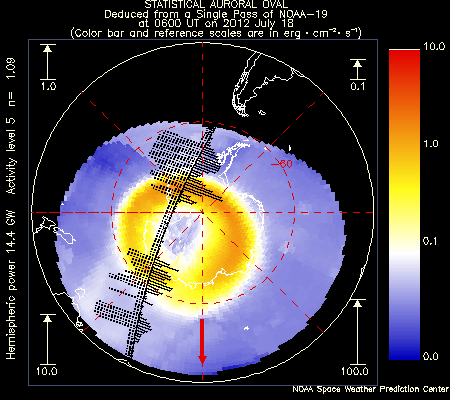 STATISTICAL AURORAL OVAL
Deduced from a Single Pass of NOAA-19
at 0600 UT on 2012 July 18
(Color bar and reference scales are in erg·cm⁻²·s⁻¹)
Hemispheric power 14.4 GW Activity level 5 n= 1.09
1.0
0.1
-60
10.0
100.0
10.0
1.0
0.1
0.0
NOAA Space Weather Prediction Center